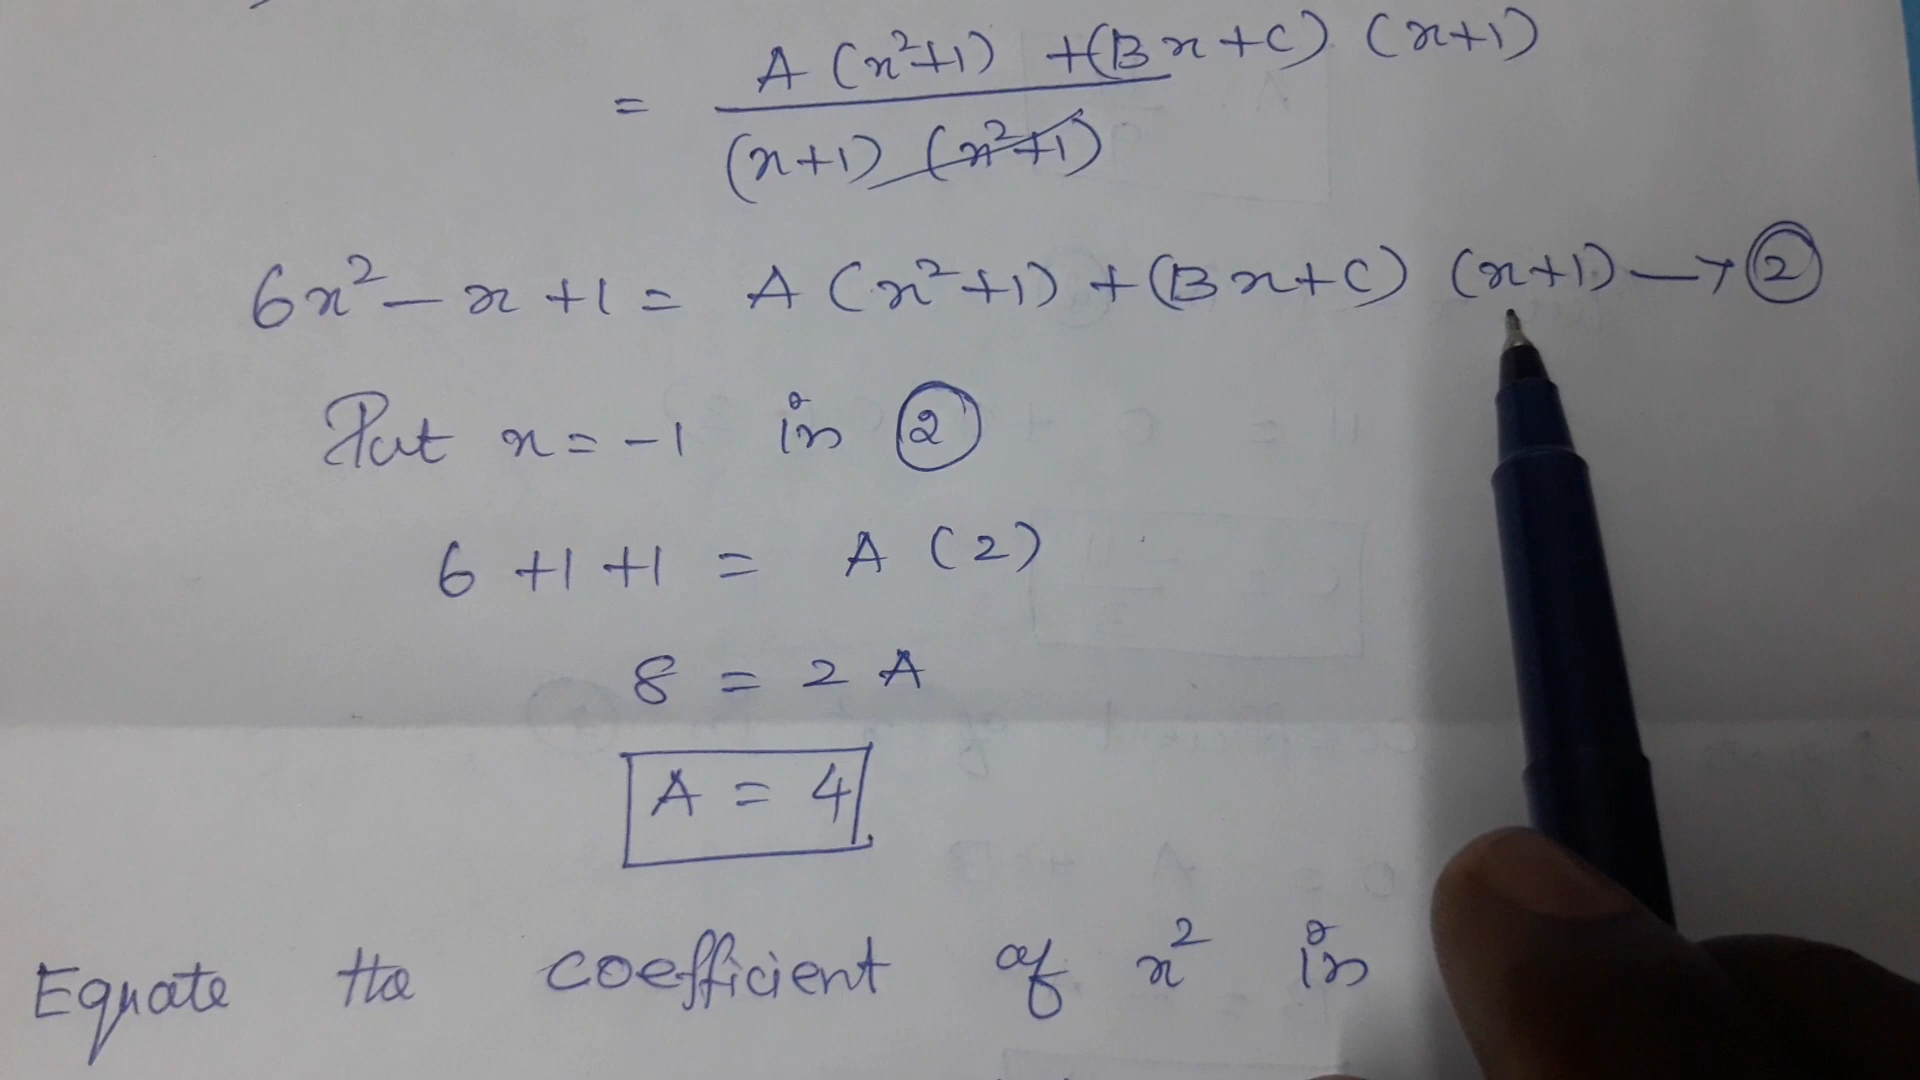 = A (x²+1) + (Bx+C) (x+1)
(x+1) (x²+1)
6x² - x + 1 = A (x²+1) + (Bx+C) (x+1) → ②
Put x = -1 in ②
6 +1 +1 = A (2)
8 = 2 A
A = 4
Equate the coefficient of x² in